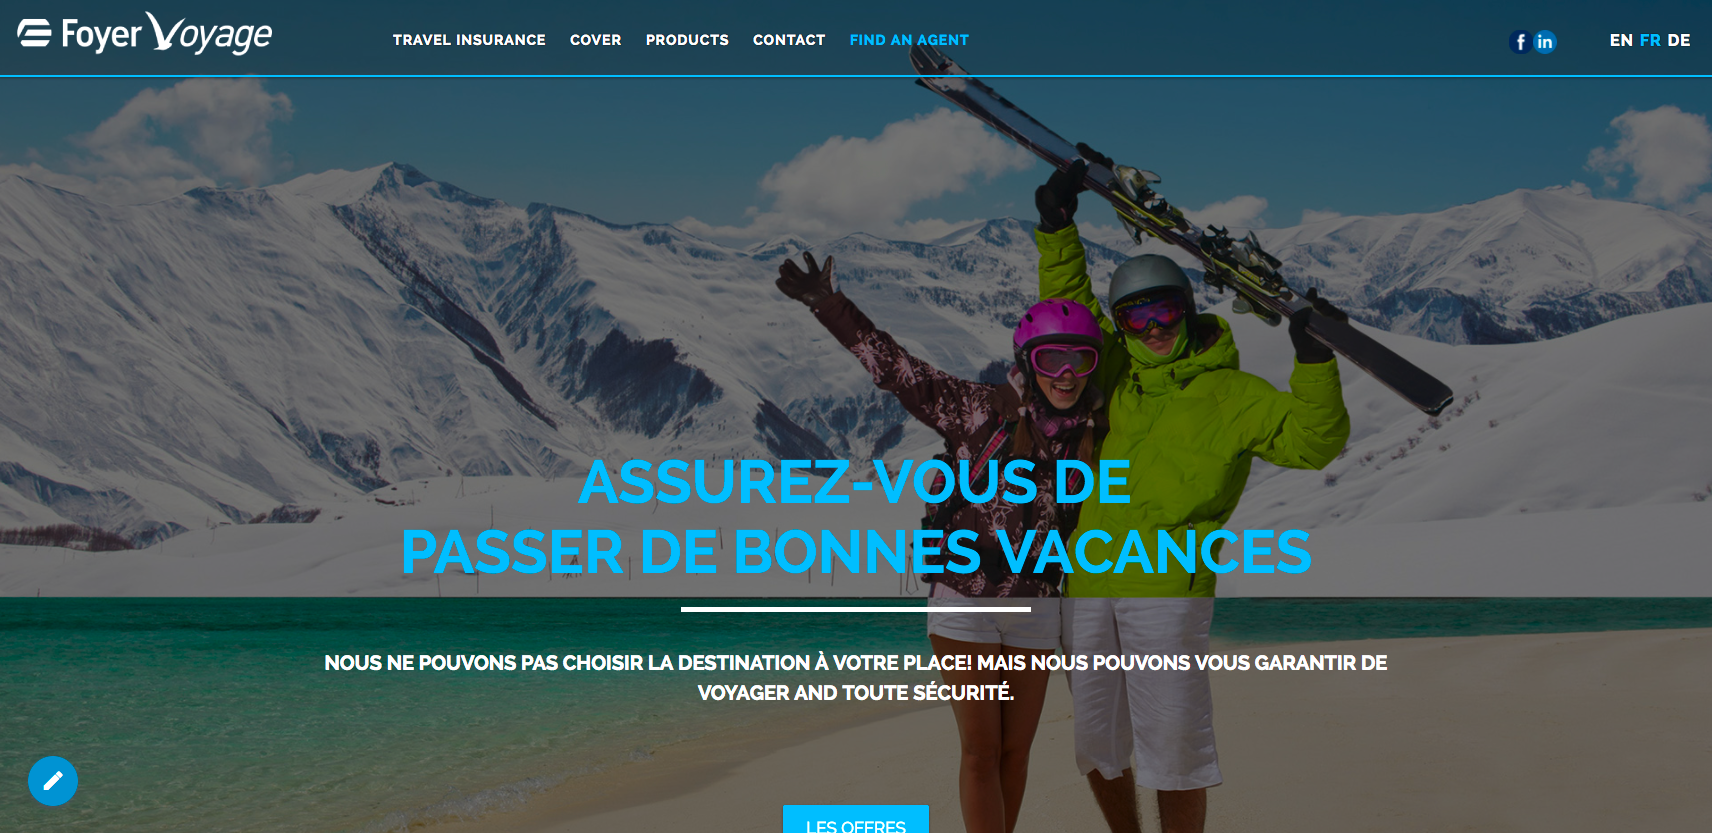 Foyer Voyage
TRAVEL INSURANCE COVER PRODUCTS CONTACT FIND AN AGENT
f in
EN FR DE
ASSUREZ-VOUS DE
PASSER DE BONNES VACANCES
NOUS NE POUVONS PAS CHOISIR LA DESTINATION À VOTRE PLACE! MAIS NOUS POUVONS VOUS GARANTIR DE
VOYAGER AND TOUTE SÉCURITÉ.
LES OFFRES